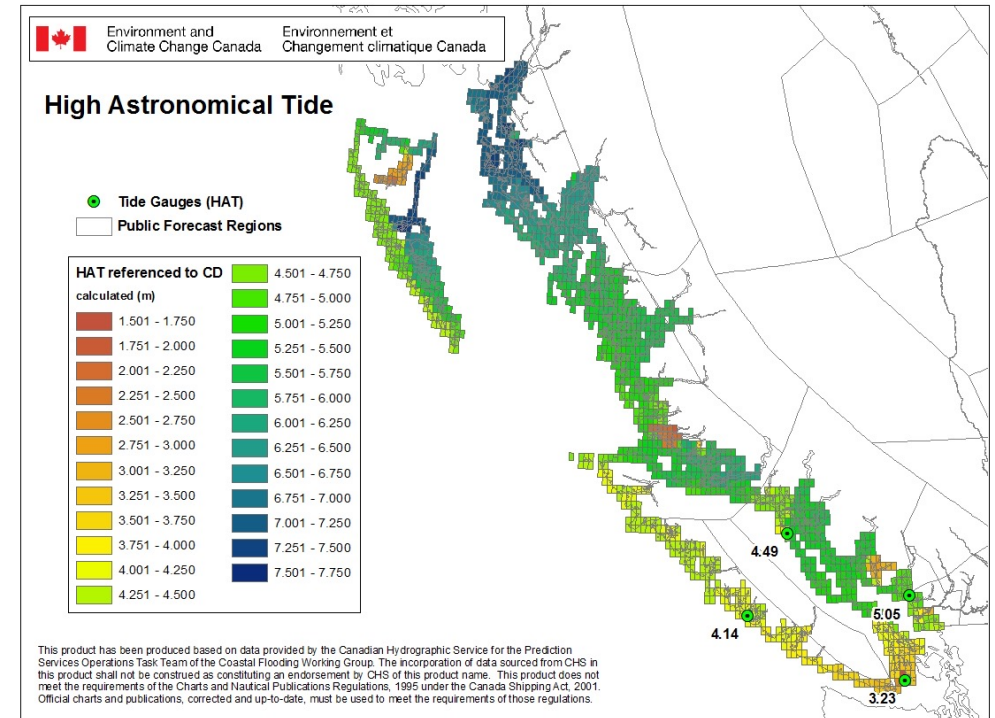 Environment and
Climate Change Canada
Environnement et
Changement climatique Canada
High Astronomical Tide
Tide Gauges (HAT)
Public Forecast Regions
HAT referenced to CD
calculated (m)
1.501 - 1.750
1.751 - 2.000
2.001 - 2.250
2.251 - 2.500
2.501 - 2.750
2.751 - 3.000
3.001 - 3.250
3.251 - 3.500
3.501 - 3.750
3.751 - 4.000
4.001 - 4.250
4.251 - 4.500
4.501 - 4.750
4.751 - 5.000
5.001 - 5.250
5.251 - 5.500
5.501 - 5.750
5.751 - 6.000
6.001 - 6.250
6.251 - 6.500
6.501 - 6.750
6.751 - 7.000
7.001 - 7.250
7.251 - 7.500
7.501 - 7.750
4.49
5.05
4.14
3.23
This product has been produced based on data provided by the Canadian Hydrographic Service for the Prediction
Services Operations Task Team of the Coastal Flooding Working Group. The incorporation of data sourced from CHS in
this product shall not be construed as constituting an endorsement by CHS of this product name. This product does not
meet the requirements of the Charts and Nautical Publications Regulations, 1995 under the Canada Shipping Act, 2001.
Official charts and publications, corrected and up-to-date, must be used to meet the requirements of those regulations.